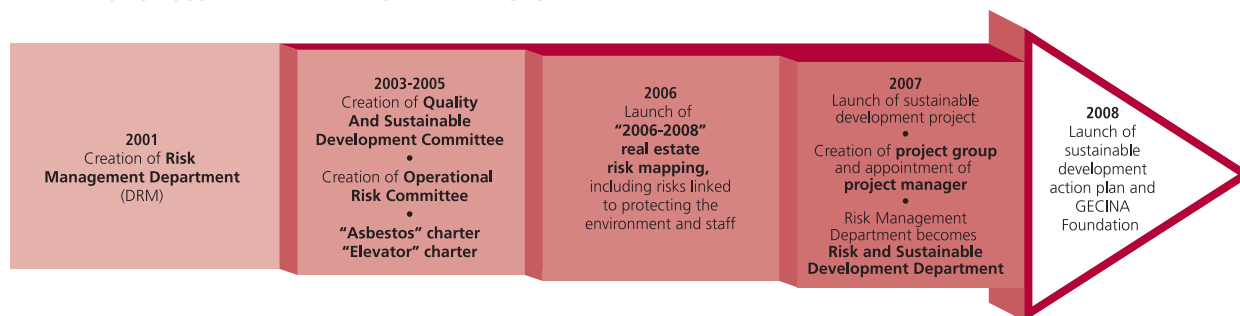 2001
Creation of Risk
Management Department
(DRM)
2003-2005
Creation of Quality
And Sustainable
Development Committee
•
Creation of Operational
Risk Committee
•
“Asbestos” charter
“Elevator” charter
2006
Launch of
“2006-2008”
real estate
risk mapping,
including risks linked
to protecting the
environment and staff
2007
Launch of sustainable
development project
•
Creation of project group
and appointment of
project manager
•
Risk Management
Department becomes
Risk and Sustainable
Development Department
2008
Launch of
sustainable
development
action plan and
GECINA
Foundation